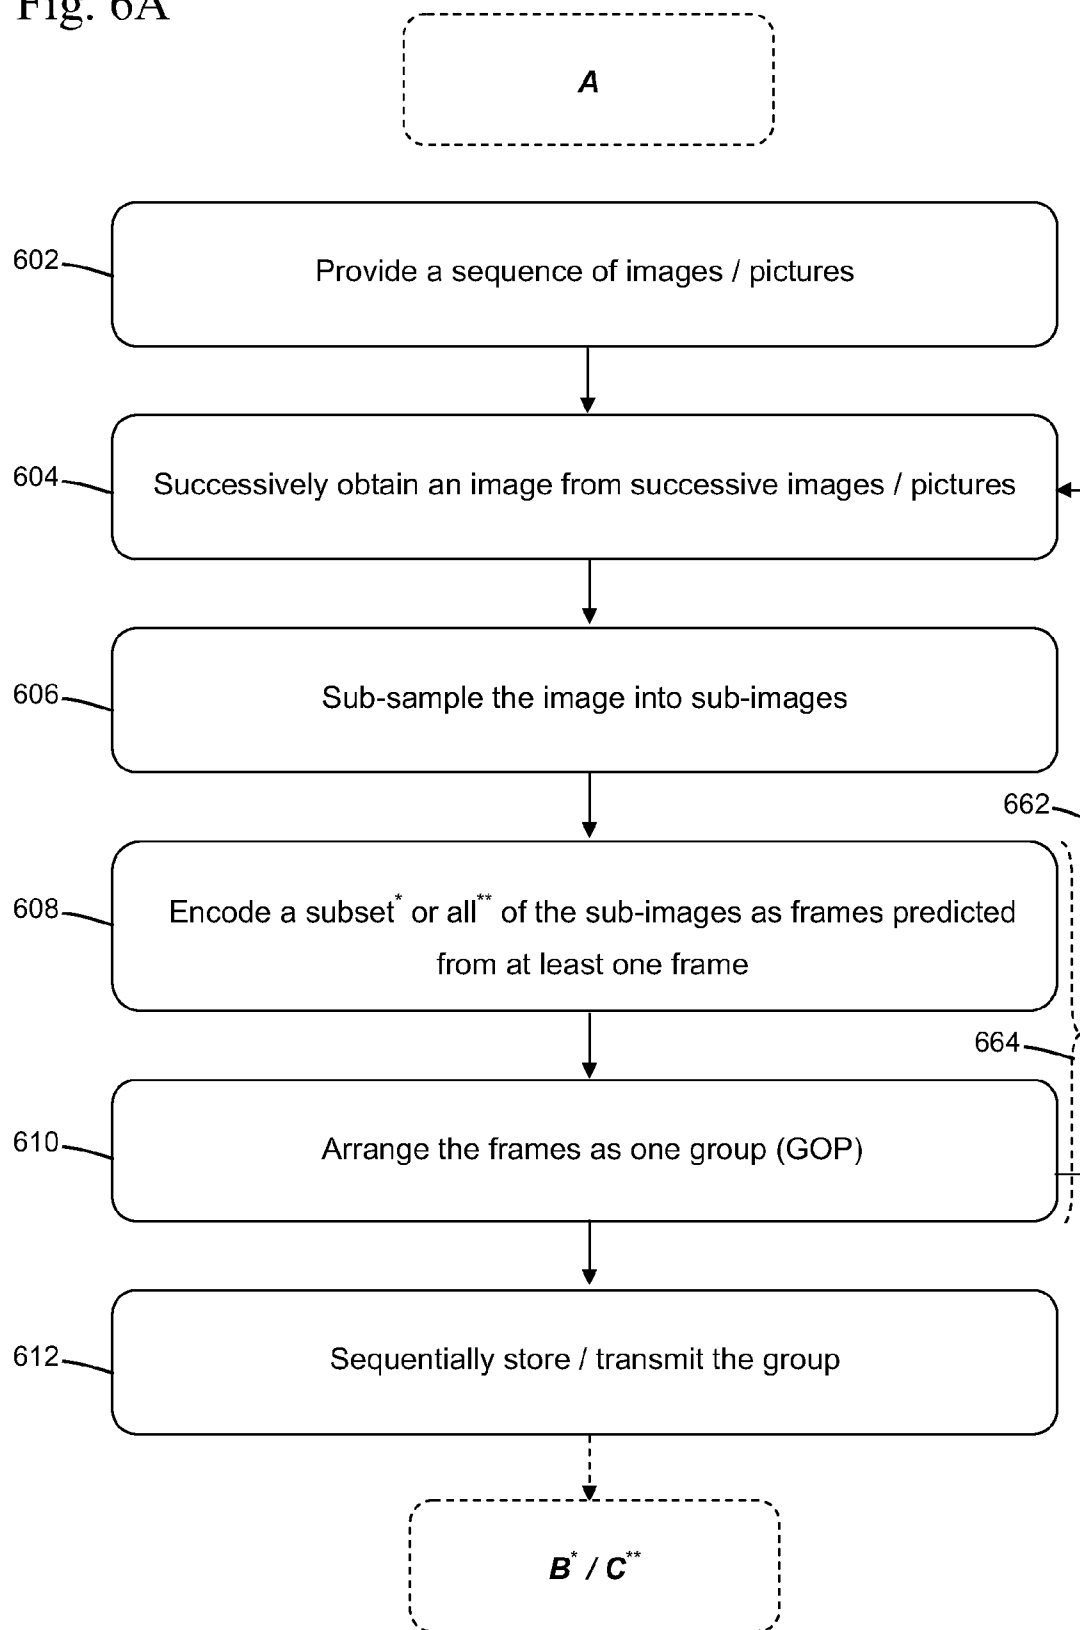 Fig. 6A
A
602
Provide a sequence of images / pictures
604
Successively obtain an image from successive images / pictures
606
Sub-sample the image into sub-images
662
608
Encode a subset* or all** of the sub-images as frames predicted
from at least one frame
664
610
Arrange the frames as one group (GOP)
612
Sequentially store / transmit the group
B* / C**